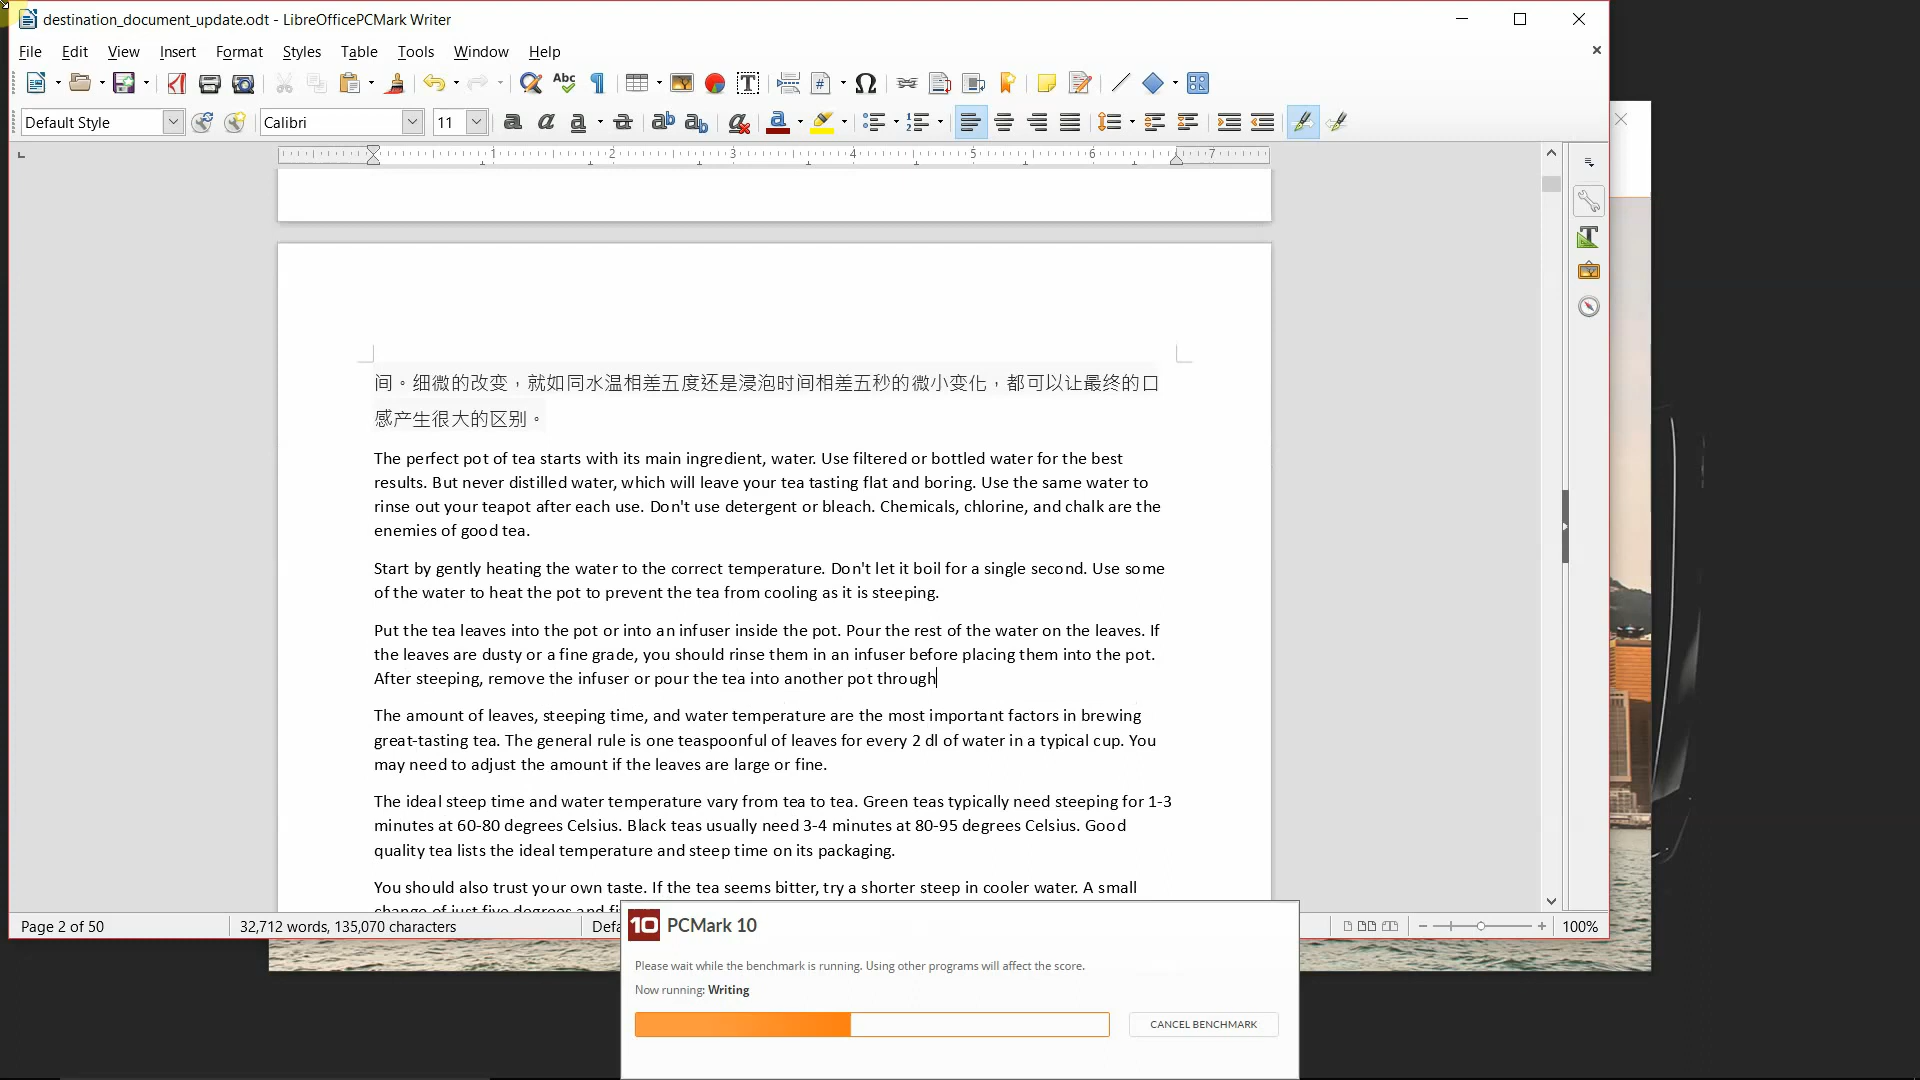 destination_document_update.odt - LibreOfficePCMark Writer
File Edit View Insert Format Styles Table Tools Window Help
Default Style Calibri 11
1 2 3 4 5 6 7
间。细微的改变，就如同水温相差五度还是浸泡时间相差五秒的微小变化，都可以让最终的口
感产生很大的区别。
The perfect pot of tea starts with its main ingredient, water. Use filtered or bottled water for the best
results. But never distilled water, which will leave your tea tasting flat and boring. Use the same water to
rinse out your teapot after each use. Don't use detergent or bleach. Chemicals, chlorine, and chalk are the
enemies of good tea.
Start by gently heating the water to the correct temperature. Don't let it boil for a single second. Use some
of the water to heat the pot to prevent the tea from cooling as it is steeping.
Put the tea leaves into the pot or into an infuser inside the pot. Pour the rest of the water on the leaves. If
the leaves are dusty or a fine grade, you should rinse them in an infuser before placing them into the pot.
After steeping, remove the infuser or pour the tea into another pot through
The amount of leaves, steeping time, and water temperature are the most important factors in brewing
great-tasting tea. The general rule is one teaspoonful of leaves for every 2 dl of water in a typical cup. You
may need to adjust the amount if the leaves are large or fine.
The ideal steep time and water temperature vary from tea to tea. Green teas typically need steeping for 1-3
minutes at 60-80 degrees Celsius. Black teas usually need 3-4 minutes at 80-95 degrees Celsius. Good
quality tea lists the ideal temperature and steep time on its packaging.
You should also trust your own taste. If the tea seems bitter, try a shorter steep in cooler water. A small
change of just five degrees and
Page 2 of 50 32,712 words, 135,070 characters 100%
10 PCMark 10
Please wait while the benchmark is running. Using other programs will affect the score.
Now running: Writing
CANCEL BENCHMARK